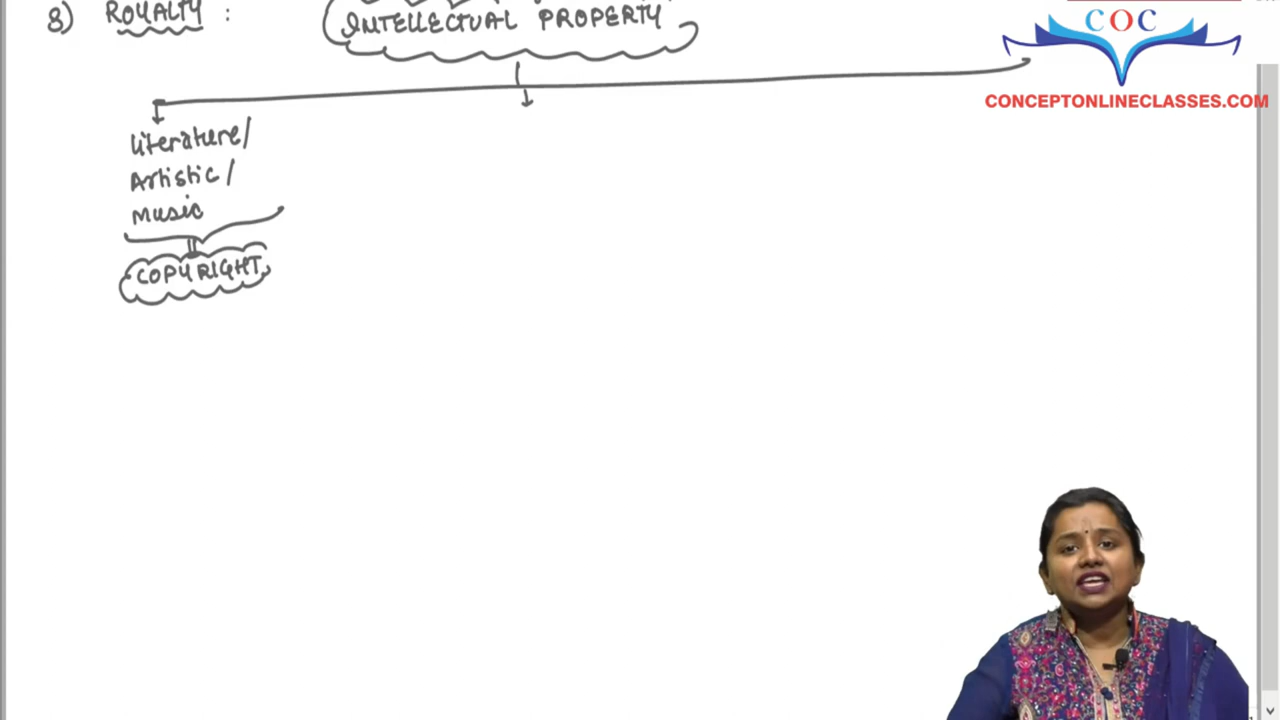 8) ROYALTY :
INTELLECTUAL PROPERTY
COC
CONCEPTONLINECLASSES.COM
Literature/
Artistic/
Music
COPYRIGHT